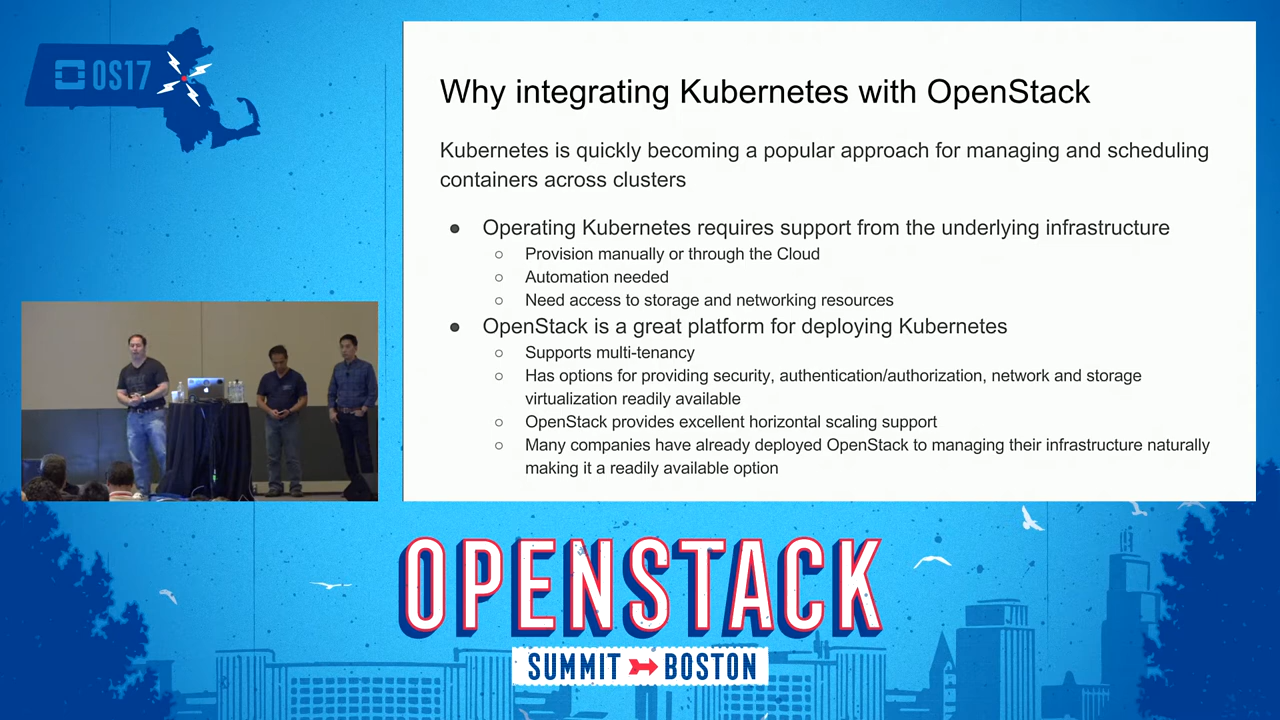 OS17
Why integrating Kubernetes with OpenStack
Kubernetes is quickly becoming a popular approach for managing and scheduling
containers across clusters
● Operating Kubernetes requires support from the underlying infrastructure
○ Provision manually or through the Cloud
○ Automation needed
○ Need access to storage and networking resources
● OpenStack is a great platform for deploying Kubernetes
○ Supports multi-tenancy
○ Has options for providing security, authentication/authorization, network and storage
virtualization readily available
○ OpenStack provides excellent horizontal scaling support
○ Many companies have already deployed OpenStack to managing their infrastructure naturally
making it a readily available option
OPENSTACK
SUMMIT BOSTON